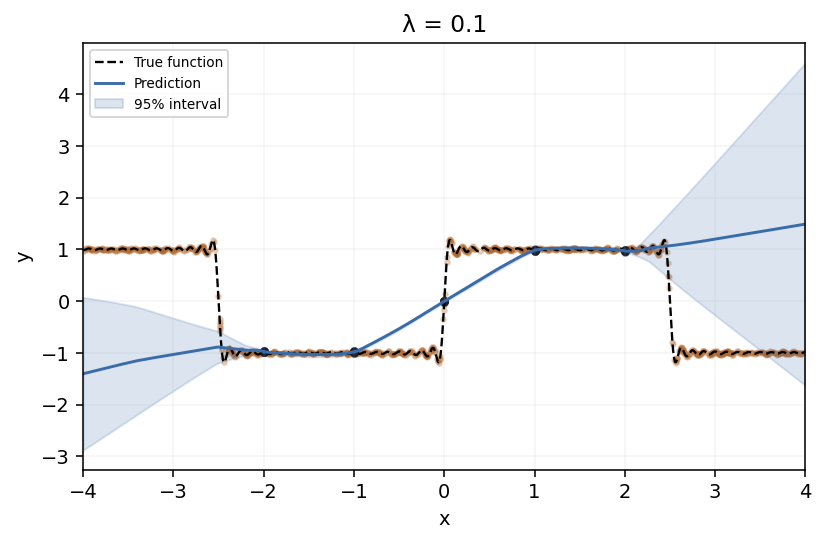 λ = 0.1
True function
Prediction
95% interval
y
4
3
2
1
0
−1
−2
−3
−4 −3 −2 −1 0 1 2 3 4
x